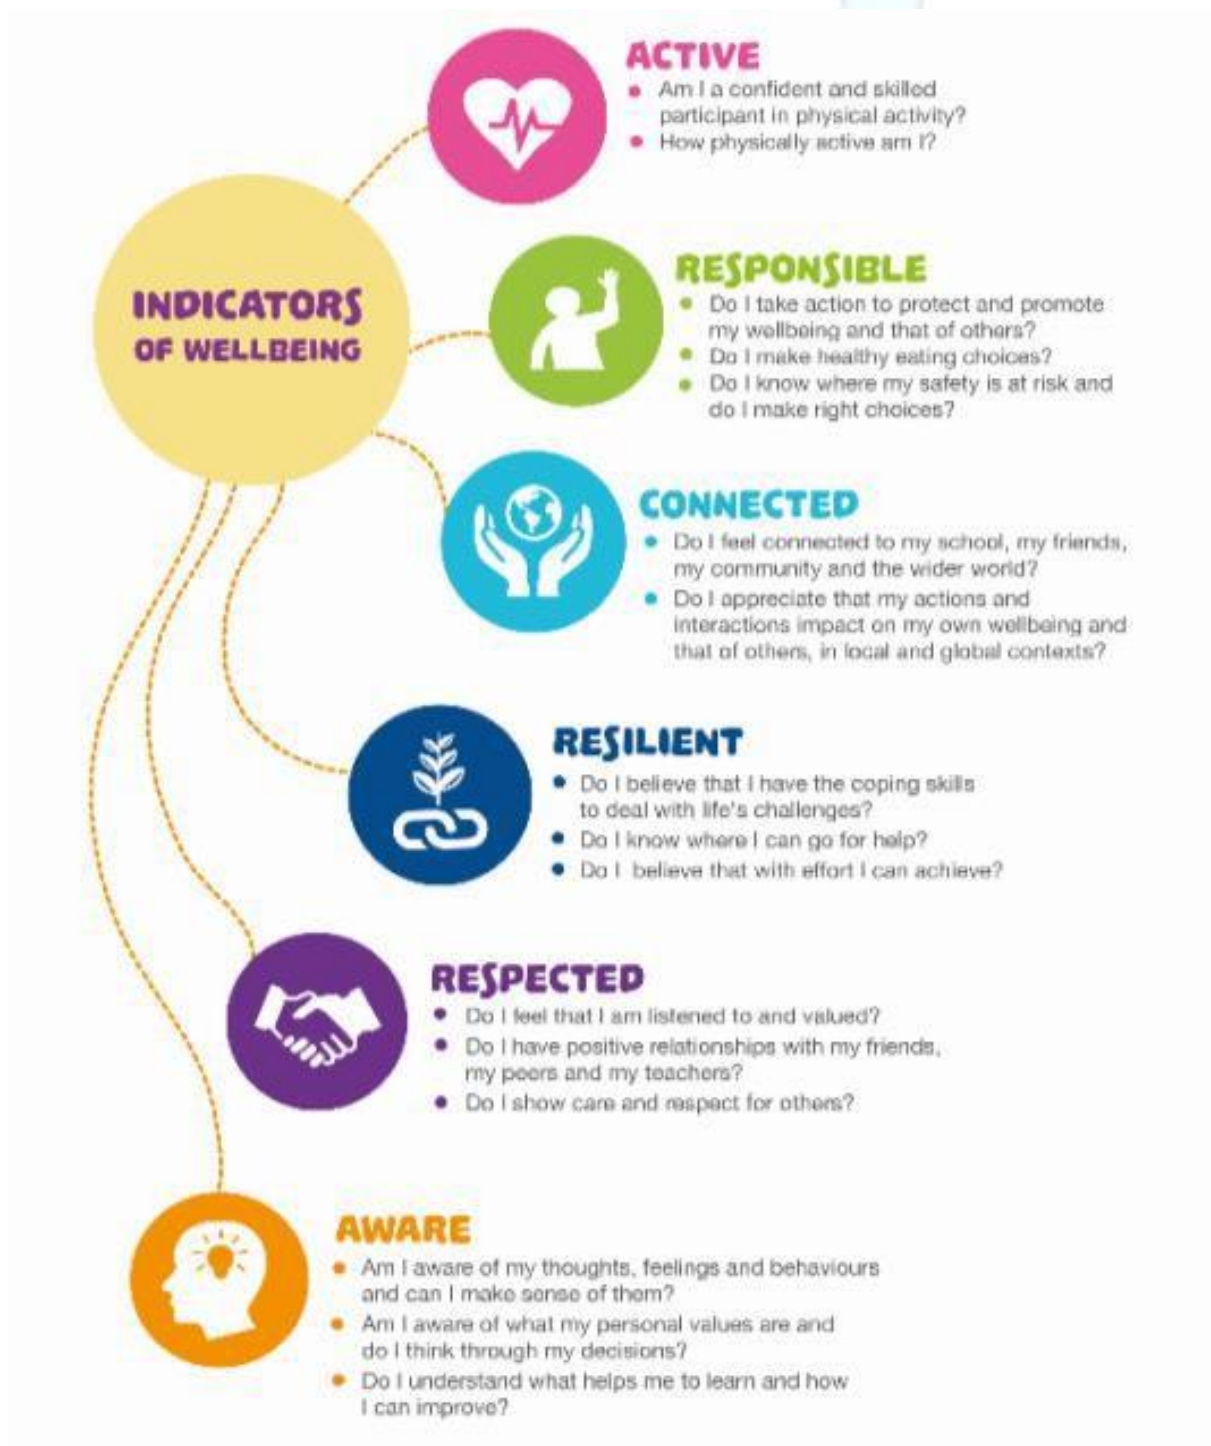 ACTIVE
• Am I a confident and skilled
participant in physical activity?
• How physically active am I?
INDICATORS
OF WELLBEING
RESPONSIBLE
• Do I take action to protect and promote
my wellbeing and that of others?
• Do I make healthy eating choices?
• Do I know where my safety is at risk and
do I make right choices?
CONNECTED
• Do I feel connected to my school, my friends,
my community and the wider world?
• Do I appreciate that my actions and
interactions impact on my own wellbeing and
that of others, in local and global contexts?
RESILIENT
• Do I believe that I have the coping skills
to deal with life's challenges?
• Do I know where I can go for help?
• Do I believe that with effort I can achieve?
RESPECTED
• Do I feel that I am listened to and valued?
• Do I have positive relationships with my friends,
my peers and my teachers?
• Do I show care and respect for others?
AWARE
• Am I aware of my thoughts, feelings and behaviours
and can I make sense of them?
• Am I aware of what my personal values are and
do I think through my decisions?
• Do I understand what helps me to learn and how
I can improve?